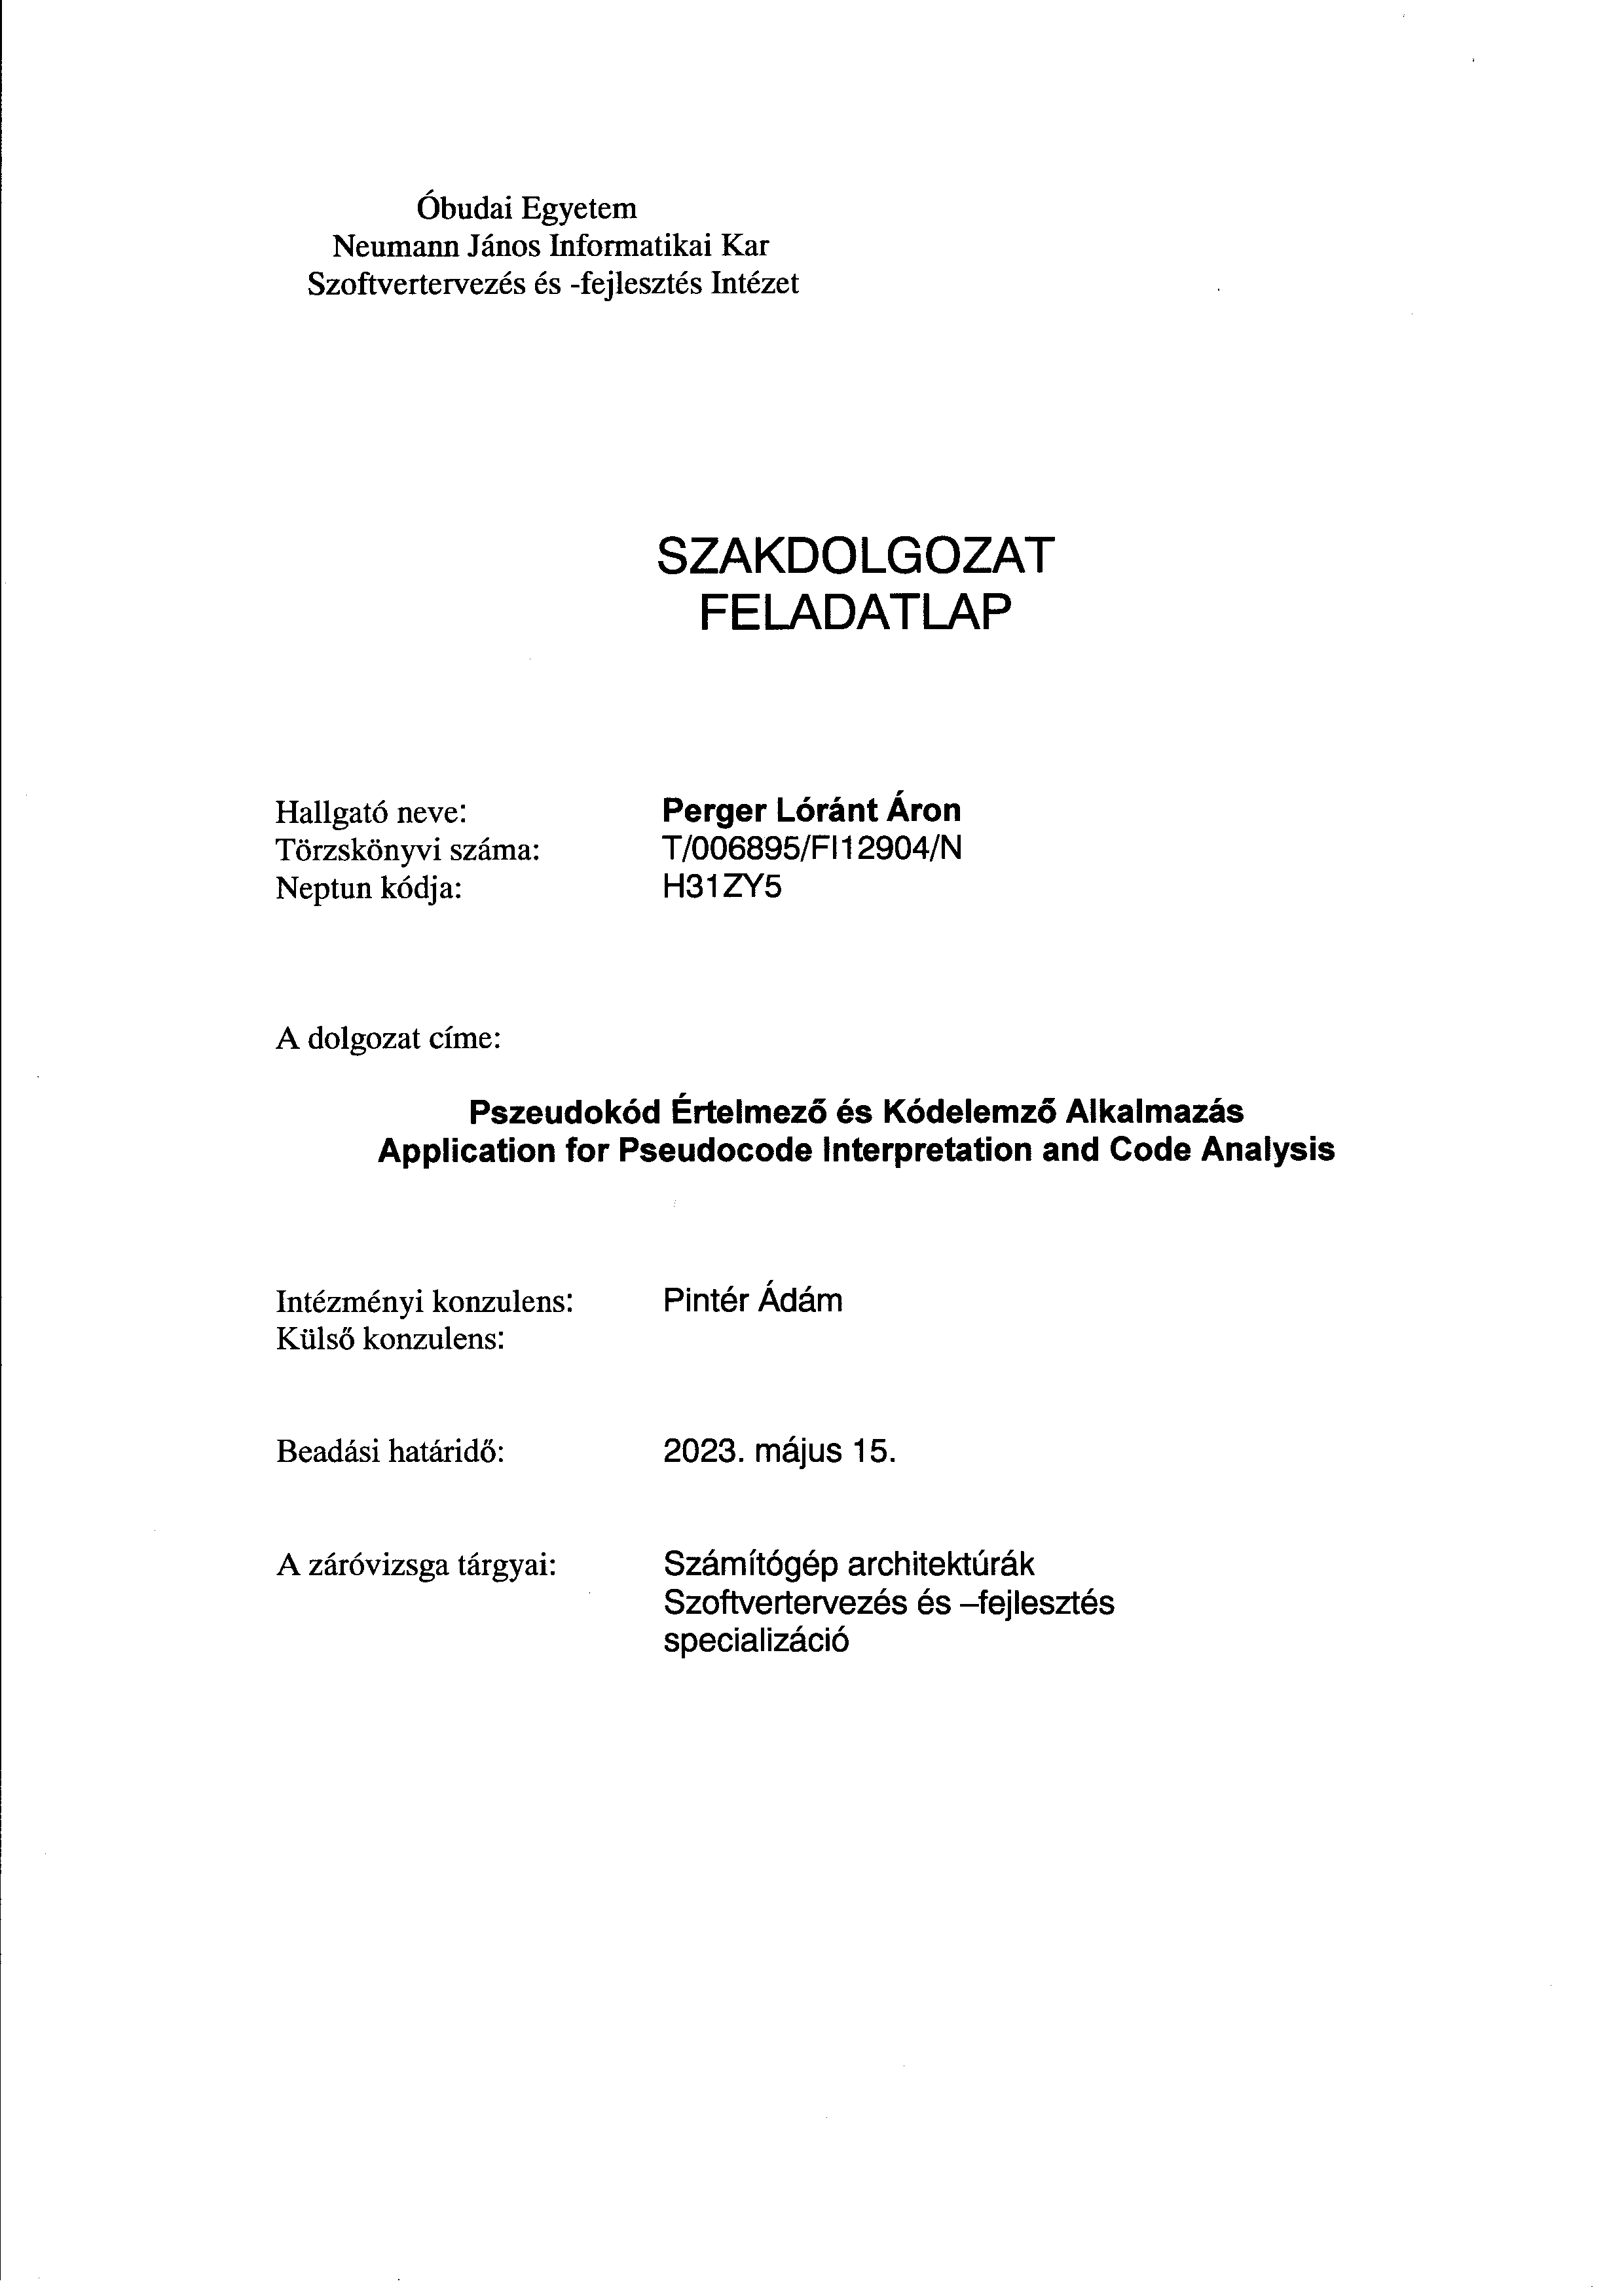 Óbudai Egyetem
Neumann János Informatikai Kar
Szoftvertervezés és -fejlesztés Intézet
SZAKDOLGOZAT
FELADATLAP
Hallgató neve: Perger Lóránt Áron
Törzskönyvi száma: T/006895/FI12904/N
Neptun kódja: H31ZY5
A dolgozat címe:
Pszeudokód Értelmező és Kódelemző Alkalmazás
Application for Pseudocode Interpretation and Code Analysis
Intézményi konzulens: Pintér Ádám
Külső konzulens:
Beadási határidő: 2023. május 15.
A záróvizsga tárgyai: Számítógép architektúrák
Szoftvertervezés és –fejlesztés
specializáció